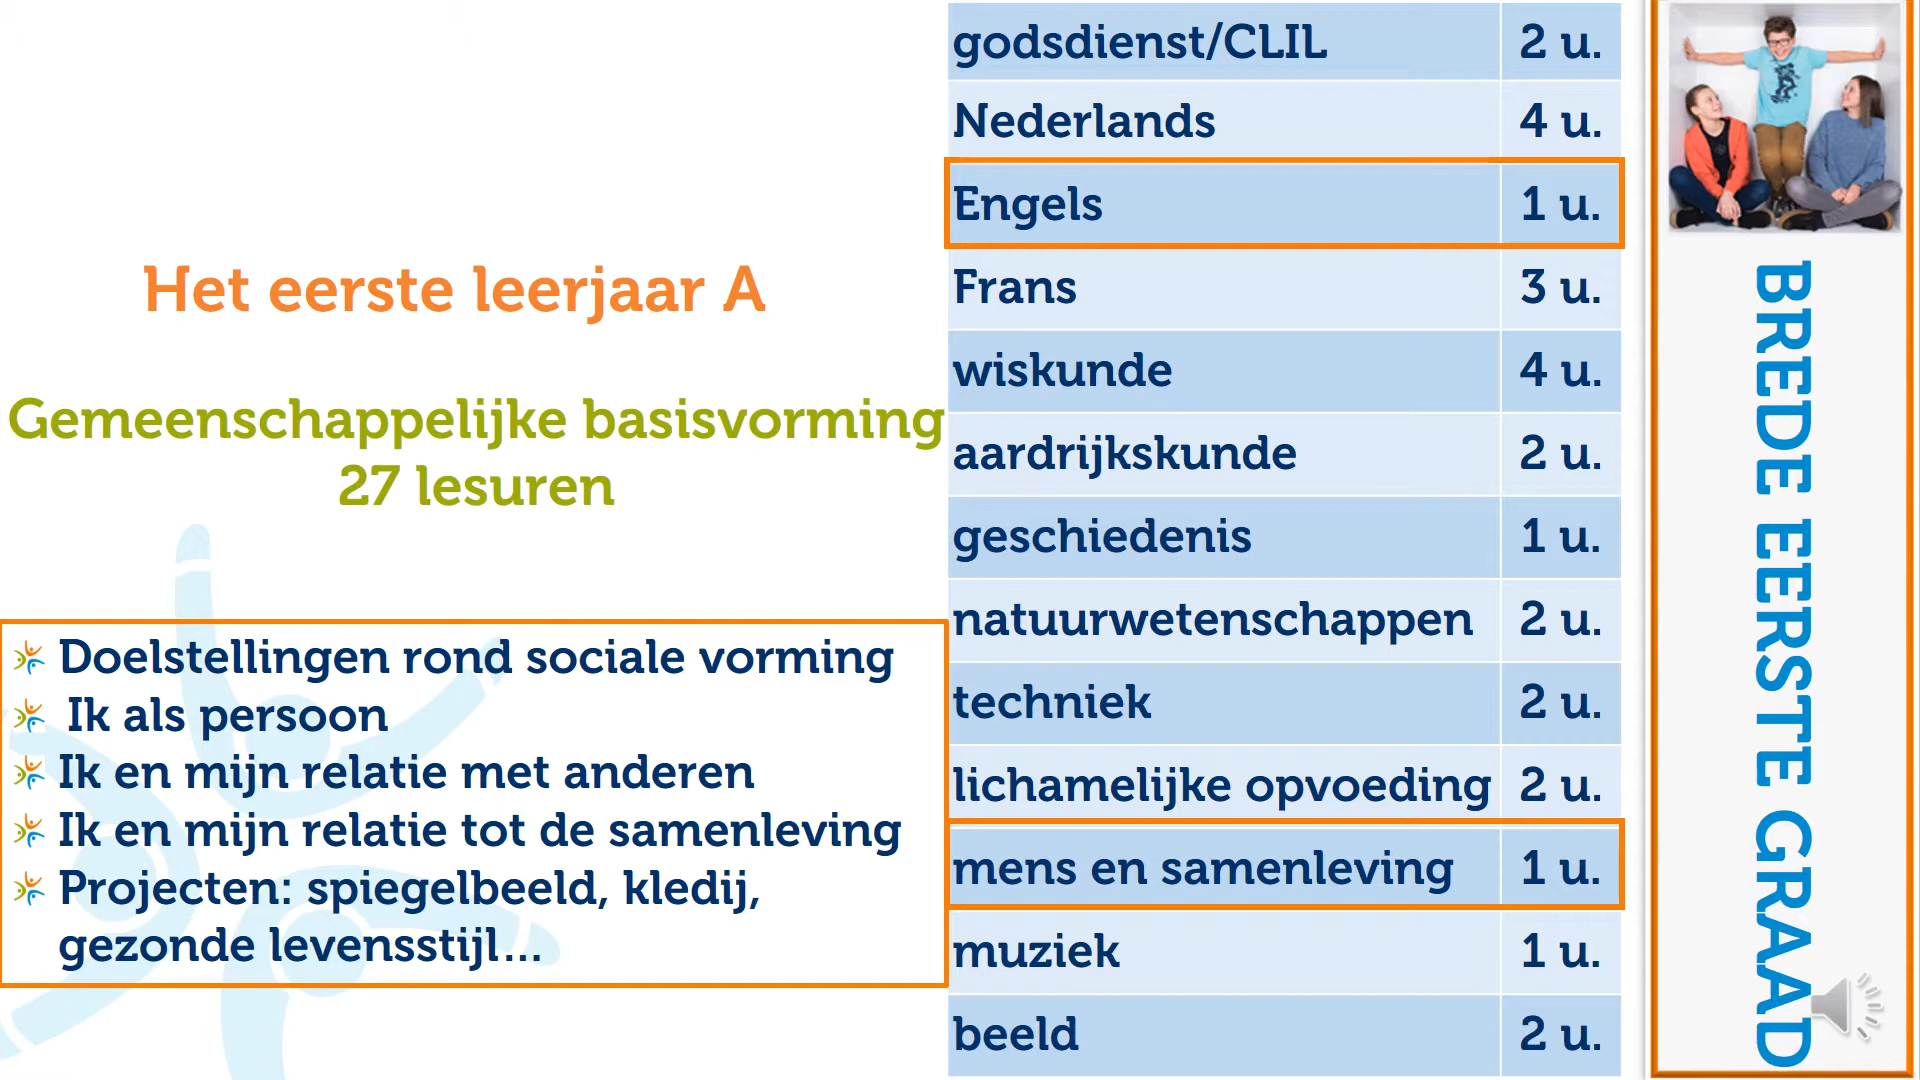 Het eerste leerjaar A
Gemeenschappelijke basisvorming
27 lesuren
Doelstellingen rond sociale vorming
Ik als persoon
Ik en mijn relatie met anderen
Ik en mijn relatie tot de samenleving
Projecten: spiegelbeeld, kledij,
gezonde levensstijl...
godsdienst/CLIL 2 u.
Nederlands 4 u.
Engels 1 u.
Frans 3 u.
wiskunde 4 u.
aardrijkskunde 2 u.
geschiedenis 1 u.
natuurwetenschappen 2 u.
techniek 2 u.
lichamelijke opvoeding 2 u.
mens en samenleving 1 u.
muziek 1 u.
beeld 2 u.
BREDE EERSTE GRAAD